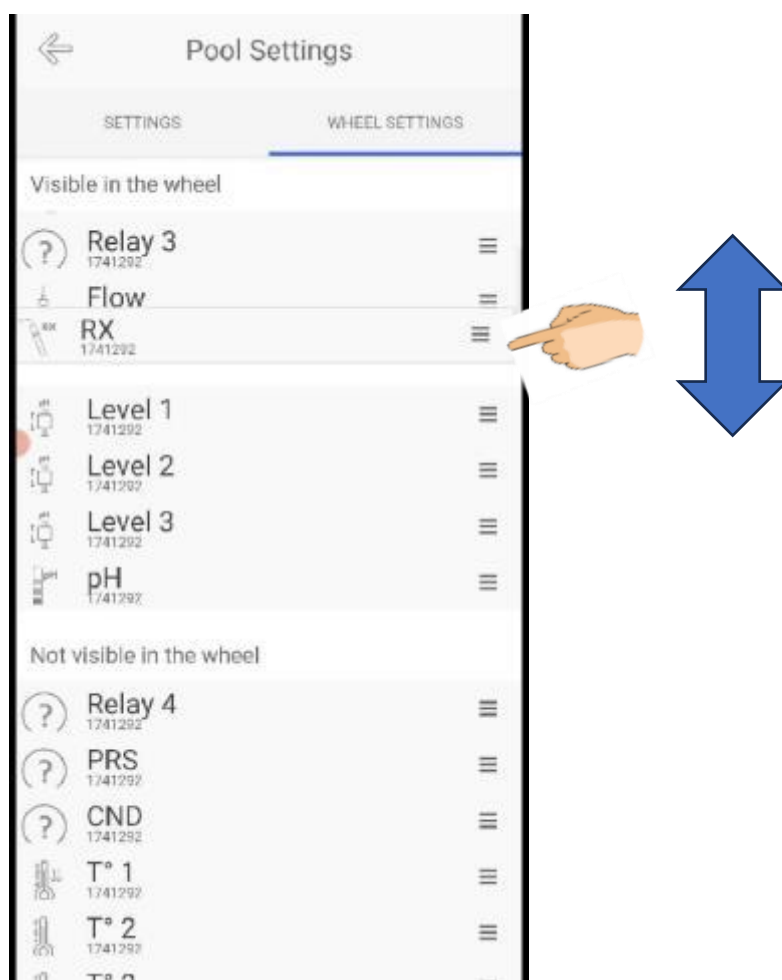 Pool Settings
SETTINGS WHEEL SETTINGS
Visible in the wheel
Relay 3
1741292
Flow
RX
RX
1741292
Level 1
1741292
Level 2
1741292
Level 3
1741292
pH
1741292
Not visible in the wheel
Relay 4
1741292
PRS
1741292
CND
1741292
T° 1
1741292
T° 2
1741292